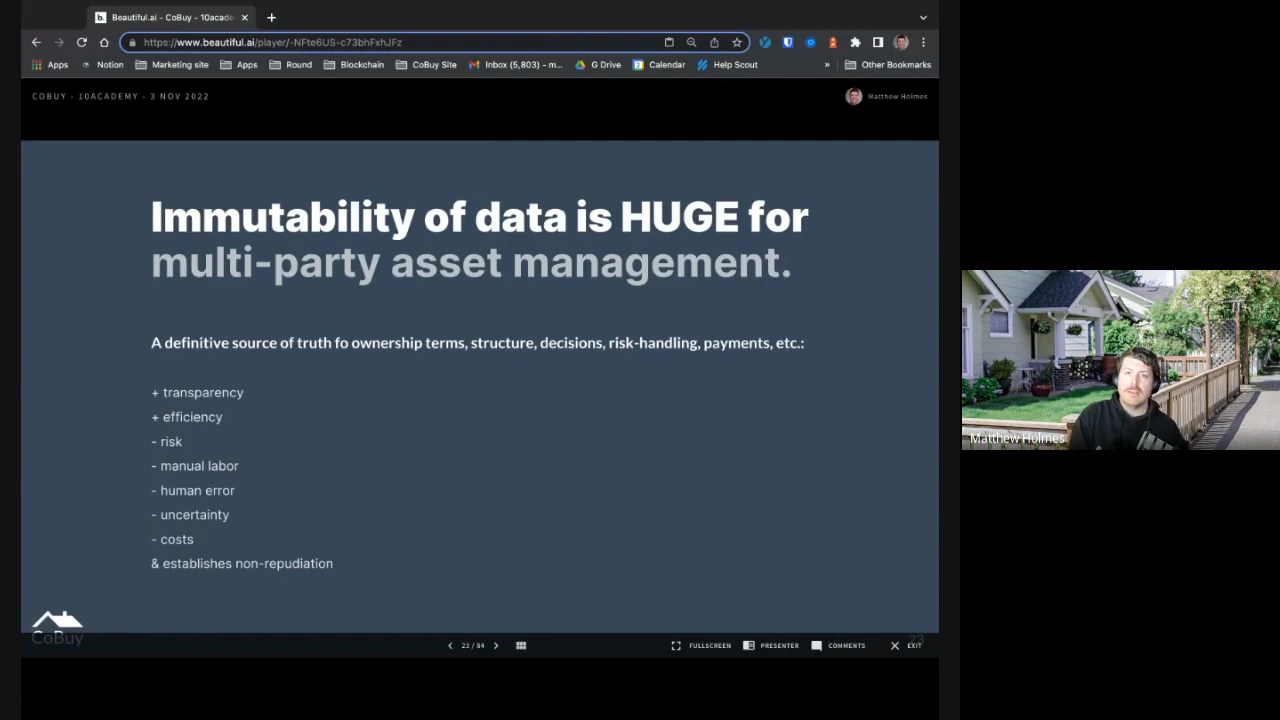 Beautiful.ai - CoBuy - 10acade
https://www.beautiful.ai/player/-NFte6US-c73bhFxhJFz
Apps Notion Marketing site Apps Round Blockchain CoBuy Site Inbox (5,803) – m... G Drive Calendar Help Scout » Other Bookmarks
COBUY - 10ACADEMY - 3 NOV 2022
Matthew Holmes
Immutability of data is HUGE for
multi-party asset management.
A definitive source of truth fo ownership terms, structure, decisions, risk-handling, payments, etc.:
+ transparency
+ efficiency
- risk
- manual labor
- human error
- uncertainty
- costs
& establishes non-repudiation
CoBuy
23
23 / 84
FULLSCREEN PRESENTER COMMENTS EXIT
Matthew Holmes